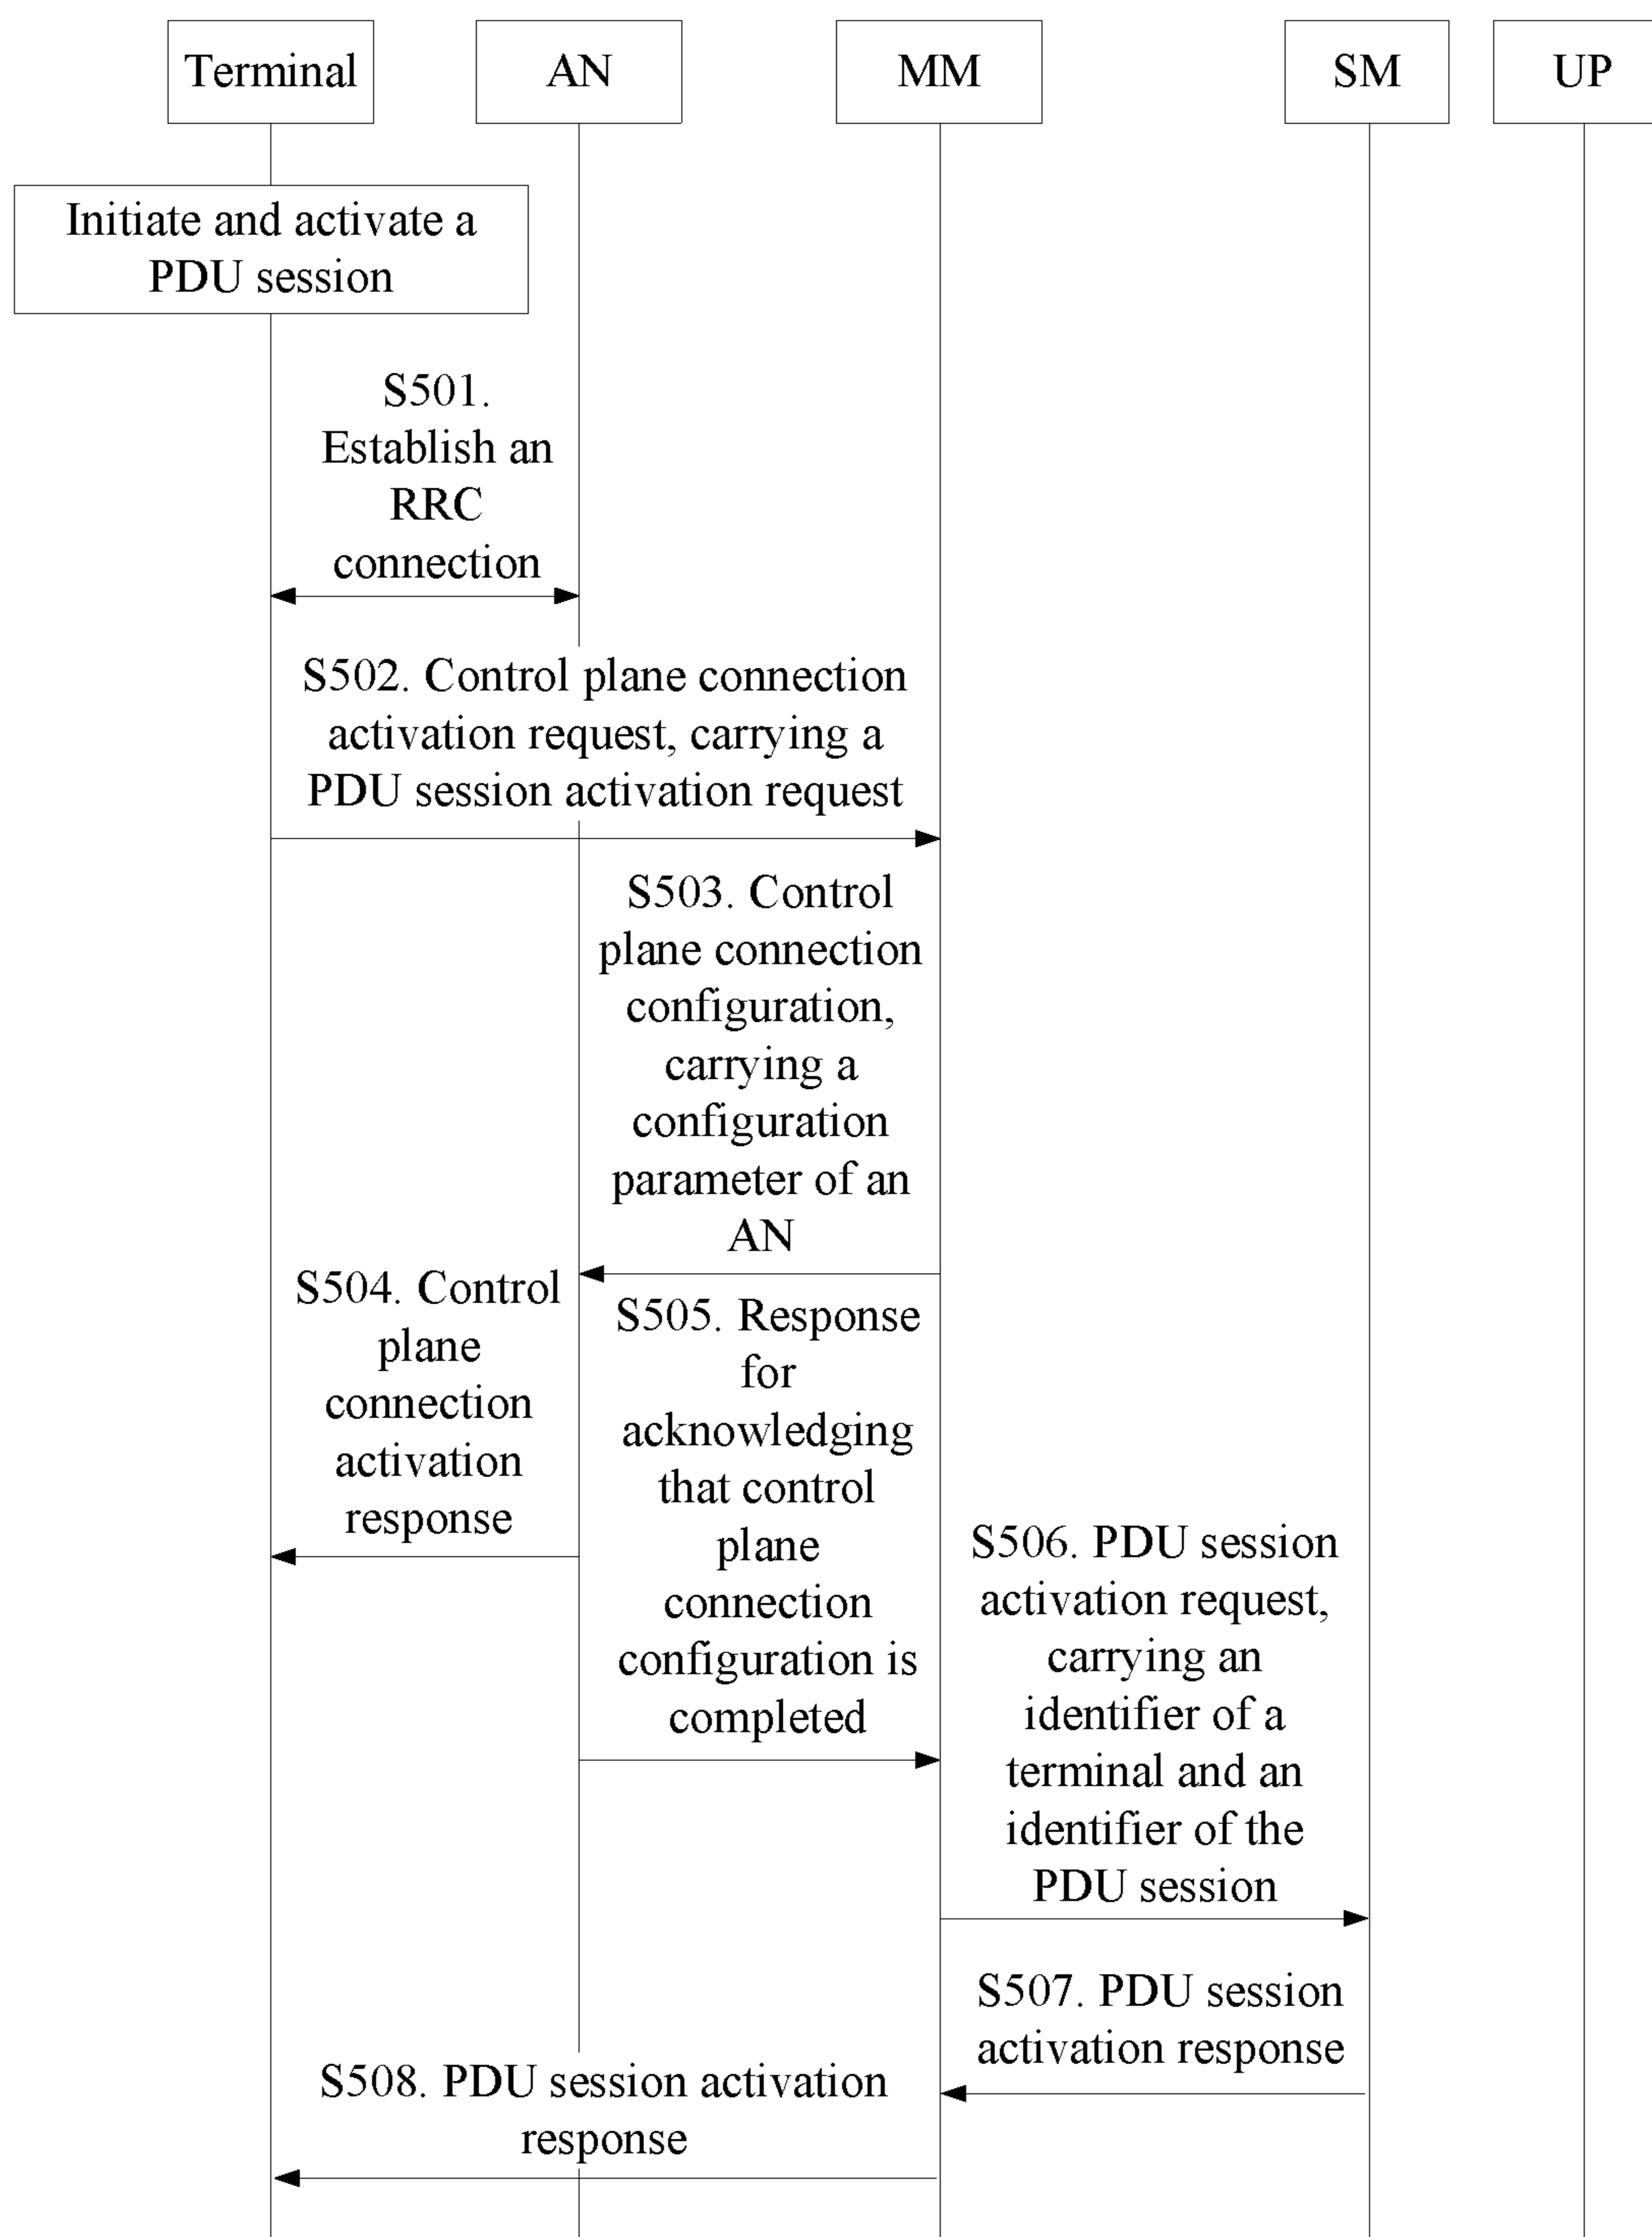 Terminal
AN
MM
SM
UP
Initiate and activate a
PDU session
S501.
Establish an
RRC
connection
S502. Control plane connection
activation request, carrying a
PDU session activation request
S503. Control
plane connection
configuration,
carrying a
configuration
parameter of an
AN
S504. Control
plane
connection
activation
response
S505. Response
for
acknowledging
that control
plane
connection
configuration is
completed
S506. PDU session
activation request,
carrying an
identifier of a
terminal and an
identifier of the
PDU session
S507. PDU session
activation response
S508. PDU session activation
response